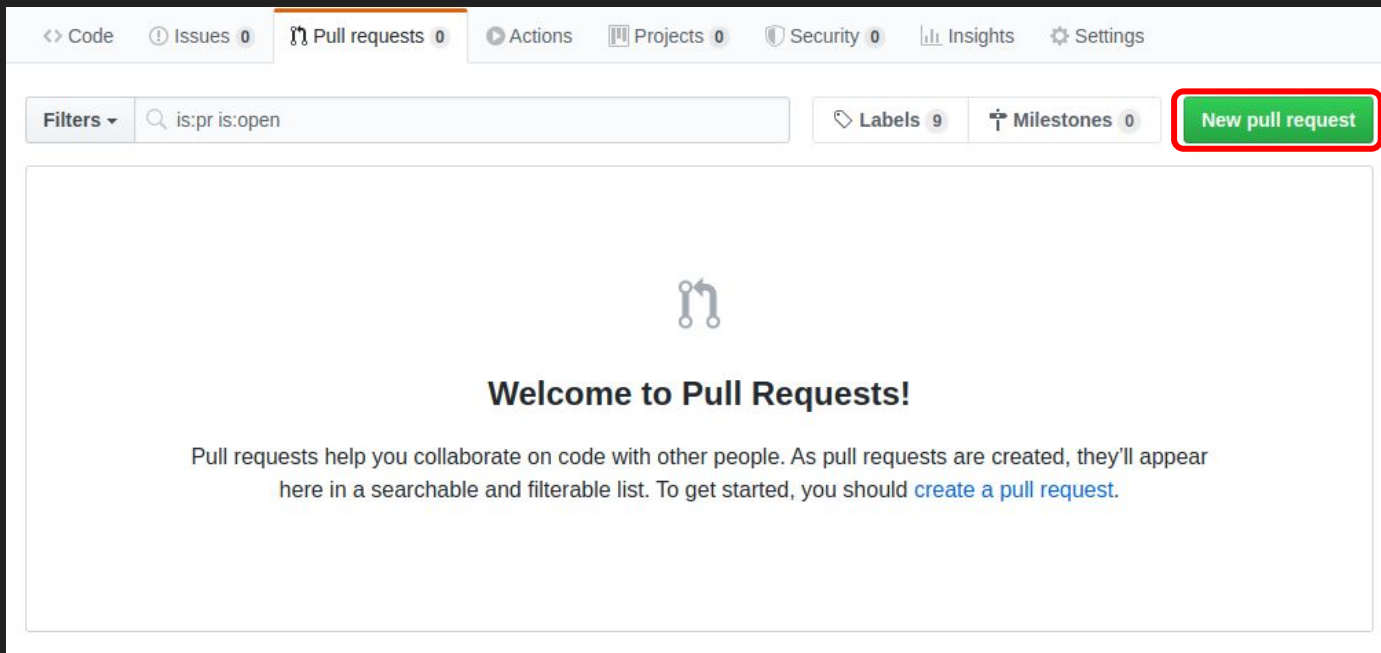 Code Issues 0 Pull requests 0 Actions Projects 0 Security 0 Insights Settings
Filters is:pr is:open Labels 9 Milestones 0 New pull request
Welcome to Pull Requests!
Pull requests help you collaborate on code with other people. As pull requests are created, they’ll appear
here in a searchable and filterable list. To get started, you should create a pull request.